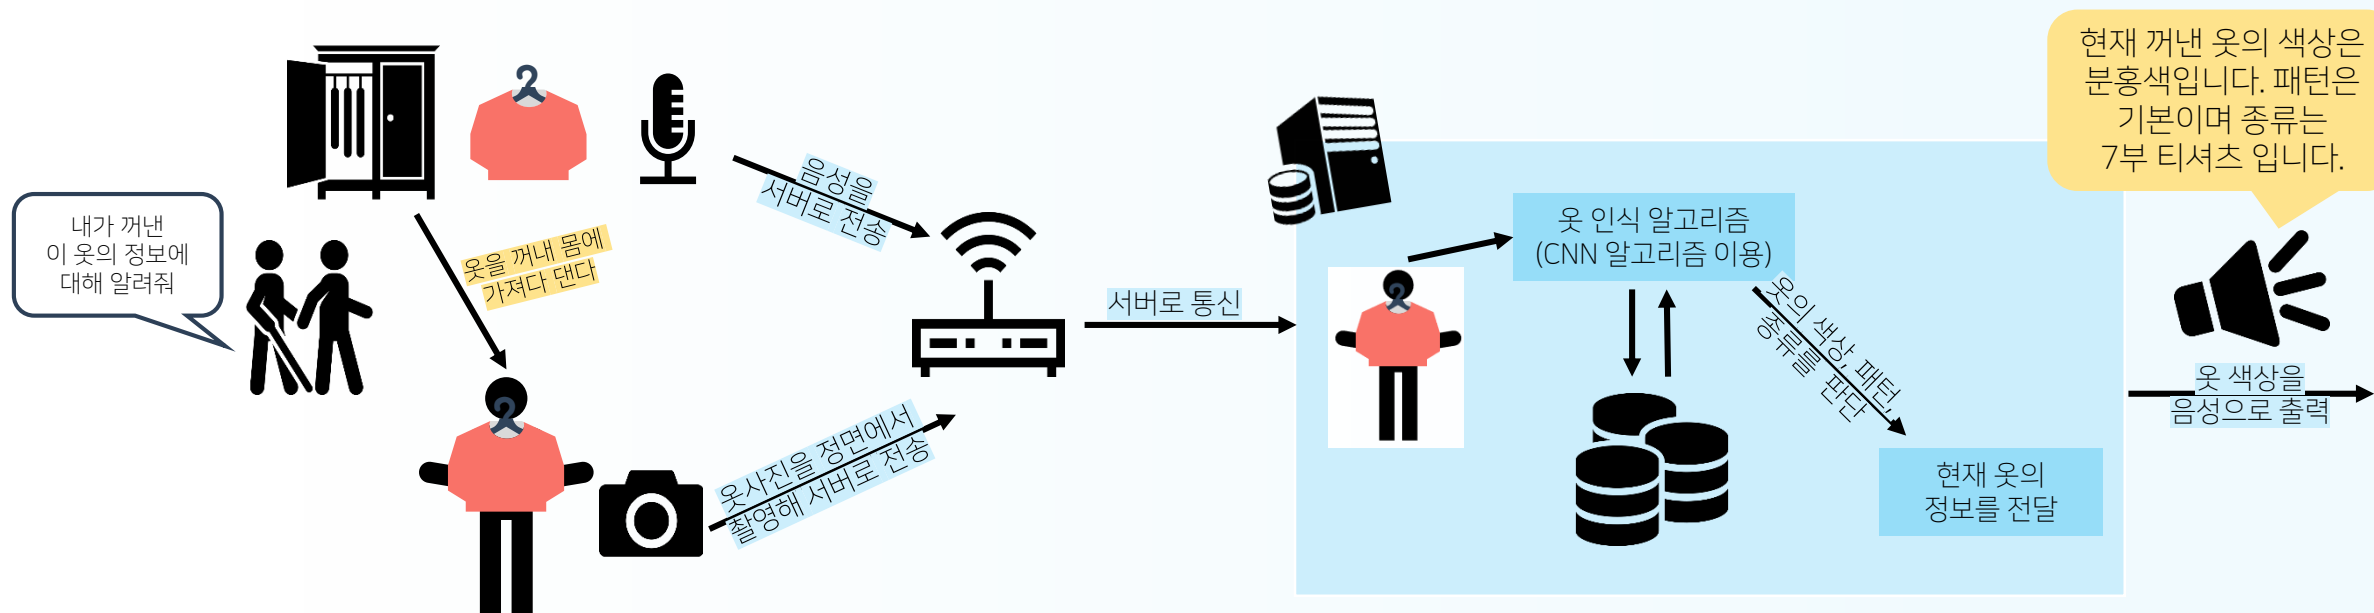 내가 꺼낸
이 옷의 정보에
대해 알려줘
옷을 꺼내 몸에
가져다 댄다
음성을
서버로 전송
옷사진을 정면에서
촬영해 서버로 전송
서버로 통신
옷 인식 알고리즘
(CNN 알고리즘 이용)
옷의 색상, 패턴,
종류를 판단
현재 옷의
정보를 전달
현재 꺼낸 옷의 색상은
분홍색입니다. 패턴은
기본이며 종류는
7부 티셔츠 입니다.
옷 색상을
음성으로 출력